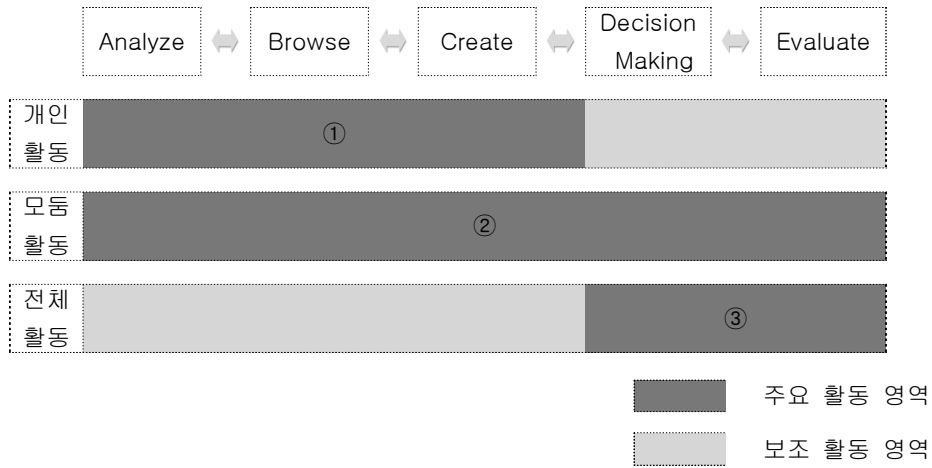 Analyze Browse Create Decision Making Evaluate
개인
활동
①
모둠
활동
②
전체
활동
③
주요 활동 영역
보조 활동 영역